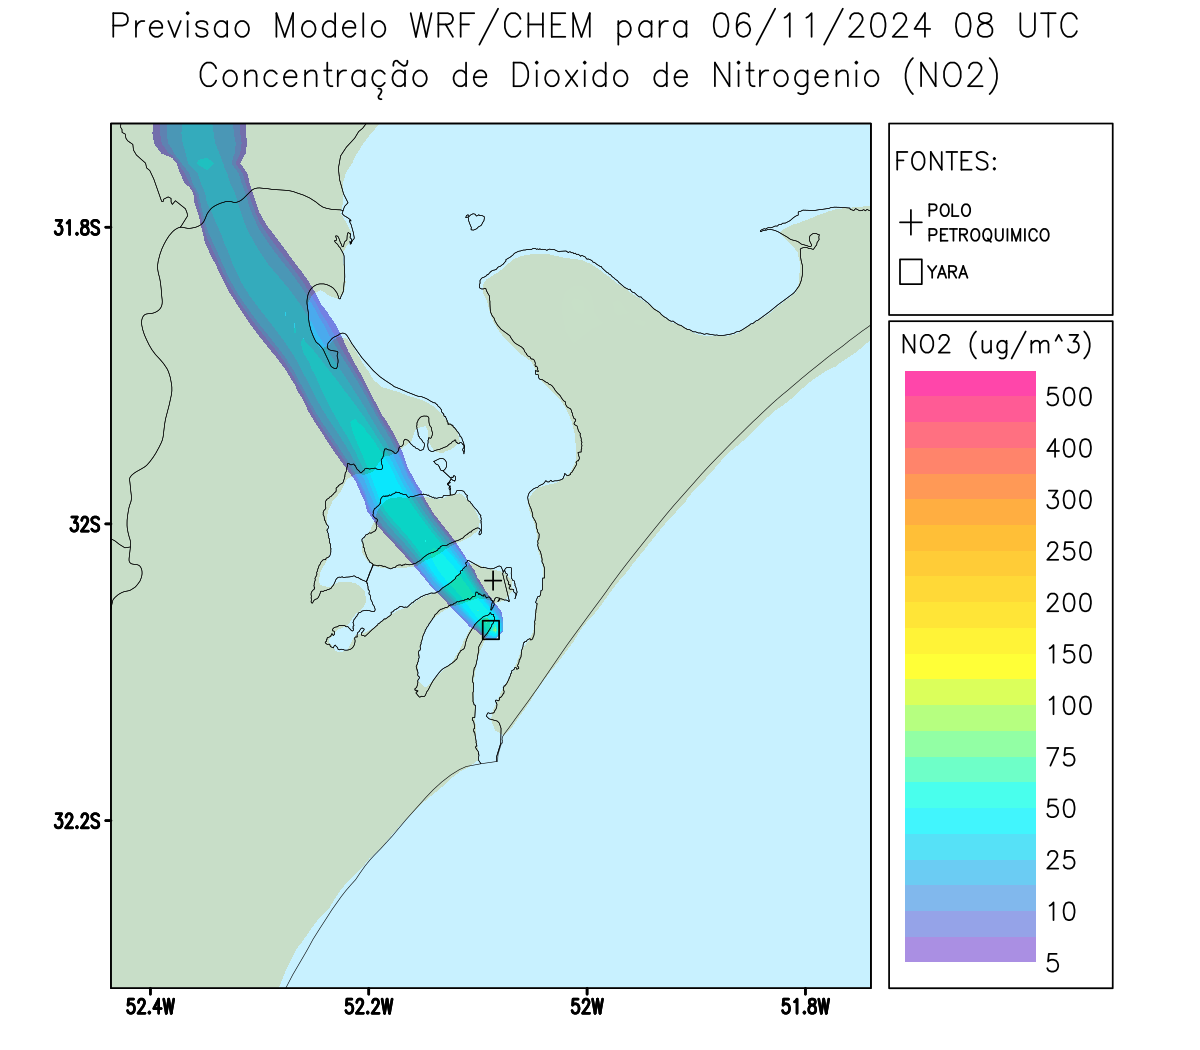 Previsao Modelo WRF/CHEM para 06/11/2024 08 UTC
Concentração de Dioxido de Nitrogenio (NO2)
FONTES:
POLO
PETROQUIMICO
YARA
NO2 (ug/m^3)
500
400
300
250
200
150
100
75
50
25
10
5
31.8S
32S
32.2S
52.4W
52.2W
52W
51.8W